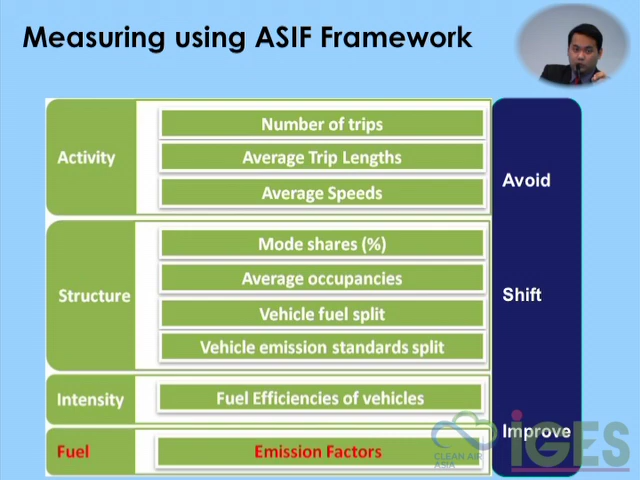 Measuring using ASIF Framework
Activity
Number of trips
Average Trip Lengths
Average Speeds
Avoid
Structure
Mode shares (%)
Average occupancies
Vehicle fuel split
Vehicle emission standards split
Shift
Intensity
Fuel Efficiencies of vehicles
Fuel
Emission Factors
Improve
CLEAN AIR
ASIA
iGES